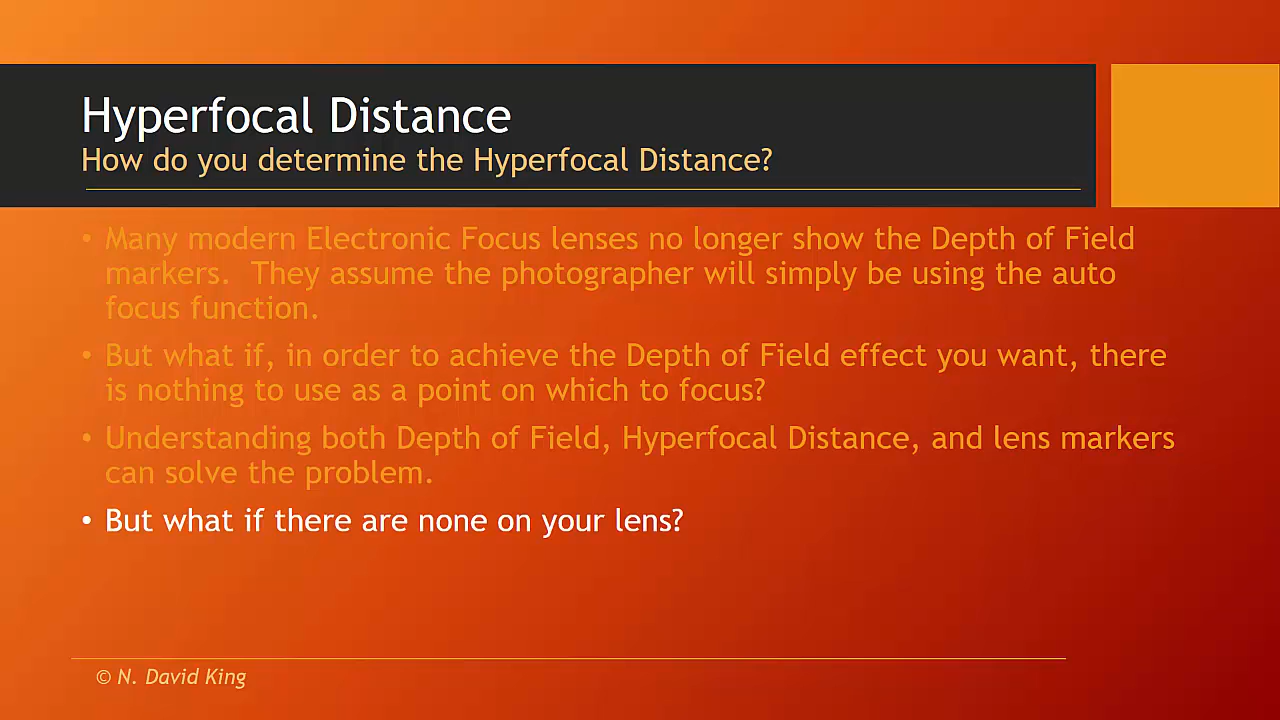 Hyperfocal Distance
How do you determine the Hyperfocal Distance?
• Many modern Electronic Focus lenses no longer show the Depth of Field
markers.  They assume the photographer will simply be using the auto
focus function.
• But what if, in order to achieve the Depth of Field effect you want, there
is nothing to use as a point on which to focus?
• Understanding both Depth of Field, Hyperfocal Distance, and lens markers
can solve the problem.
• But what if there are none on your lens?
© N. David King